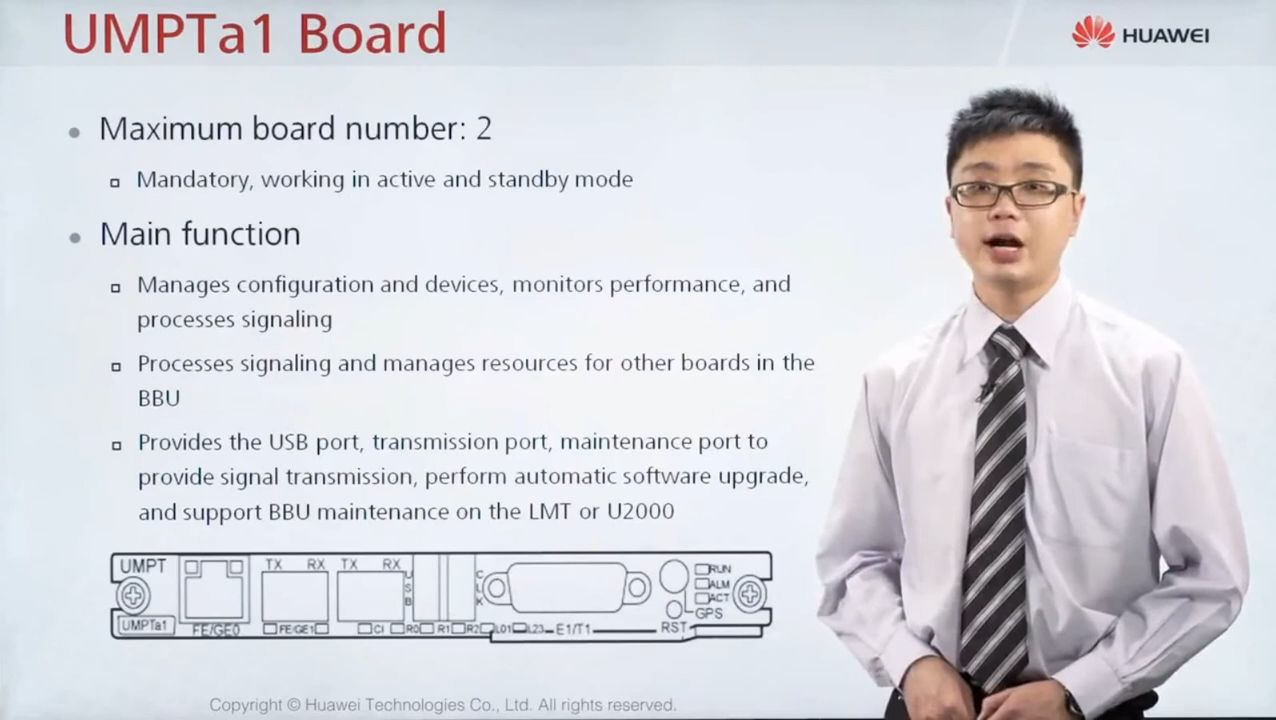 UMPTa1 Board
HUAWEI
• Maximum board number: 2
Mandatory, working in active and standby mode
• Main function
Manages configuration and devices, monitors performance, and
processes signaling
Processes signaling and manages resources for other boards in the
BBU
Provides the USB port, transmission port, maintenance port to
provide signal transmission, perform automatic software upgrade,
and support BBU maintenance on the LMT or U2000
UMPT TX RX TX RX USB CLK RUN
ALM
ACT
GPS
UMPTa1 FE/GE0 FE/GE1 CI R0 R1 R2 L01 L23 E1/T1 RST
Copyright © Huawei Technologies Co., Ltd. All rights reserved.